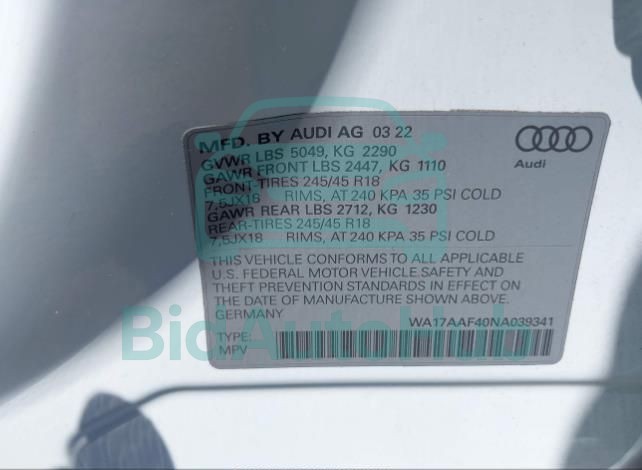 MFD. BY AUDI AG 03 22
GVWR LBS 5049, KG 2290
GAWR FRONT LBS 2447, KG 1110
FRONT-TIRES 245/45 R18
7,5JX18 RIMS, AT 240 KPA 35 PSI COLD
GAWR REAR LBS 2712, KG 1230
REAR-TIRES 245/45 R18
7,5JX18 RIMS, AT 240 KPA 35 PSI COLD
Audi
THIS VEHICLE CONFORMS TO ALL APPLICABLE
U.S. FEDERAL MOTOR VEHICLE SAFETY AND
THEFT PREVENTION STANDARDS IN EFFECT ON
THE DATE OF MANUFACTURE SHOWN ABOVE.
GERMANY
WA17AAF40NA039341
TYPE:
MPV
BidAutoHub